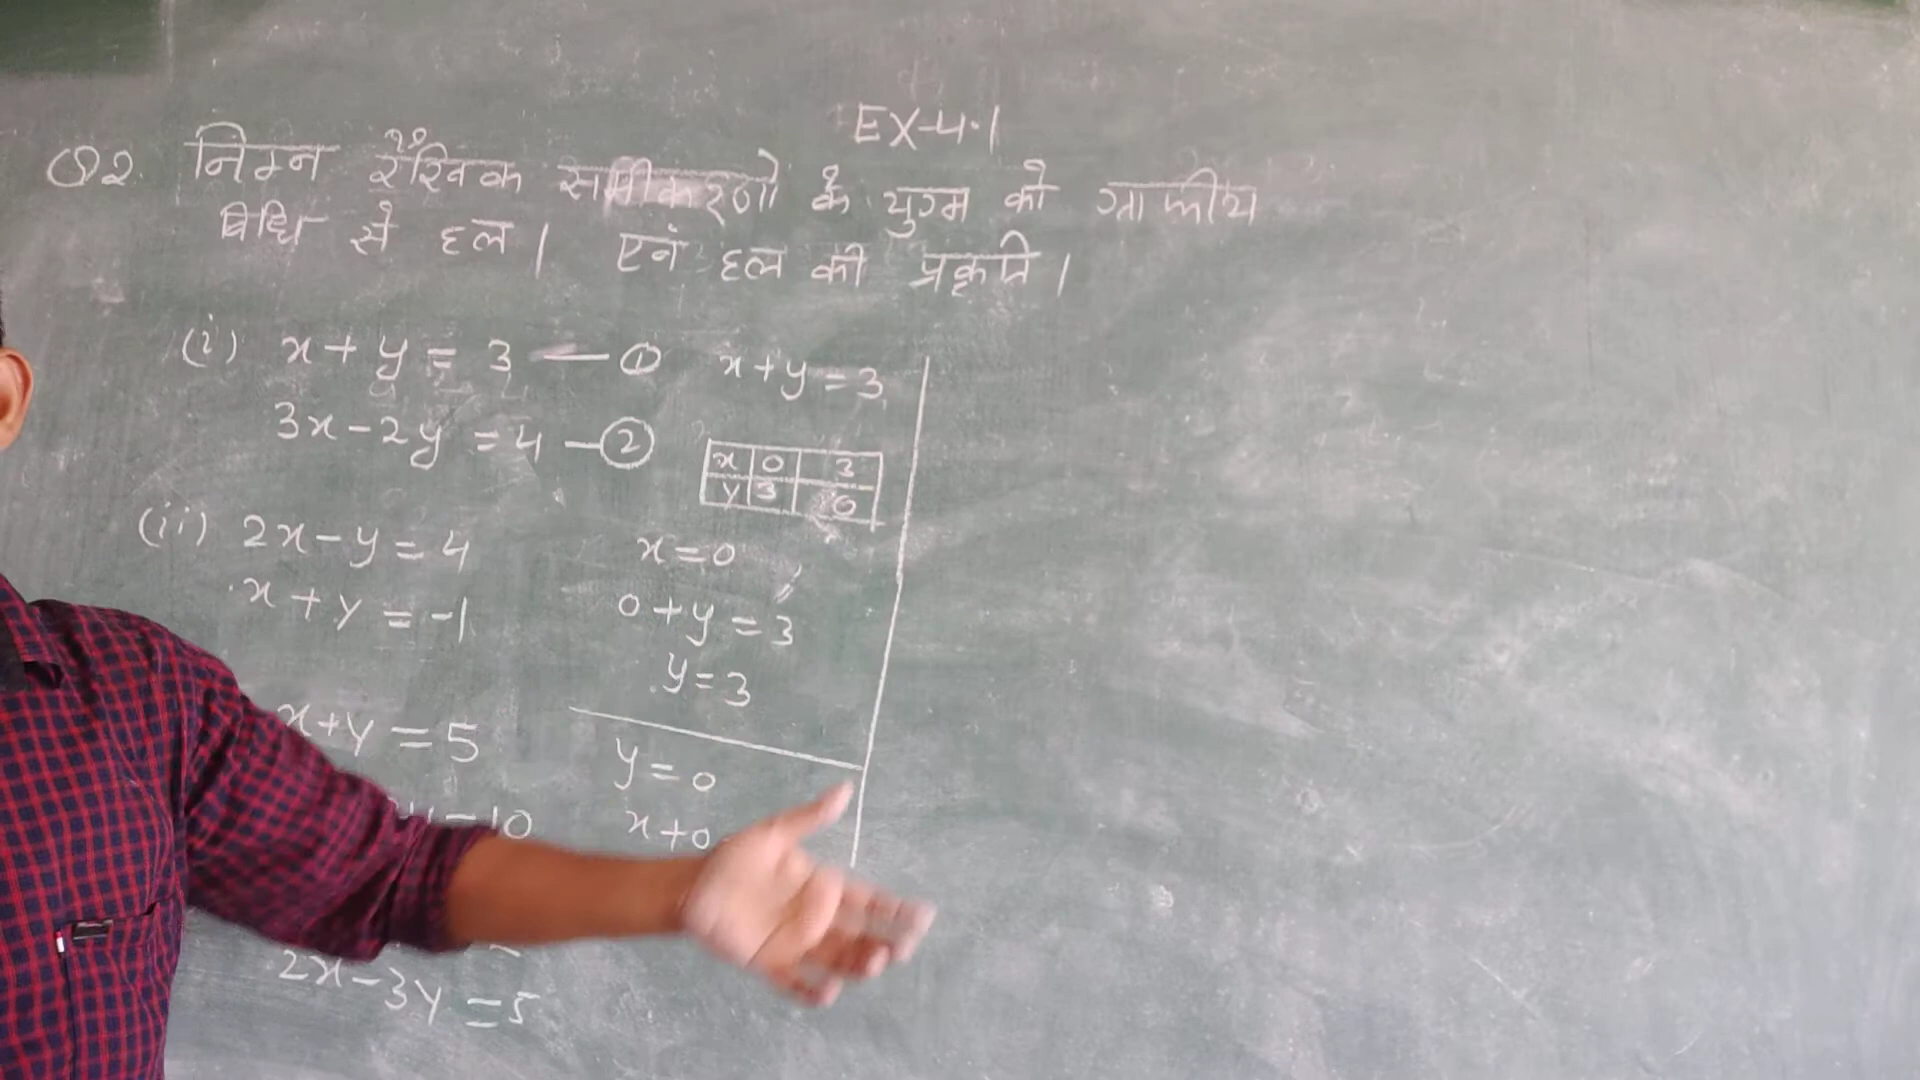 EX-4.1
Q2. निम्न रैखिक समीकरणो के युग्म को ग्राफीय
विधि से हल। एवं हल की प्रकृति।
(i) x+y=3 —①
3x-2y=4 —②
(ii) 2x-y=4
x+y=-1
x+y=5
=10
2x-3y=5
x+y=3
x 0 3
y 3 0
x=0
0+y=3
y=3
y=0
x+0